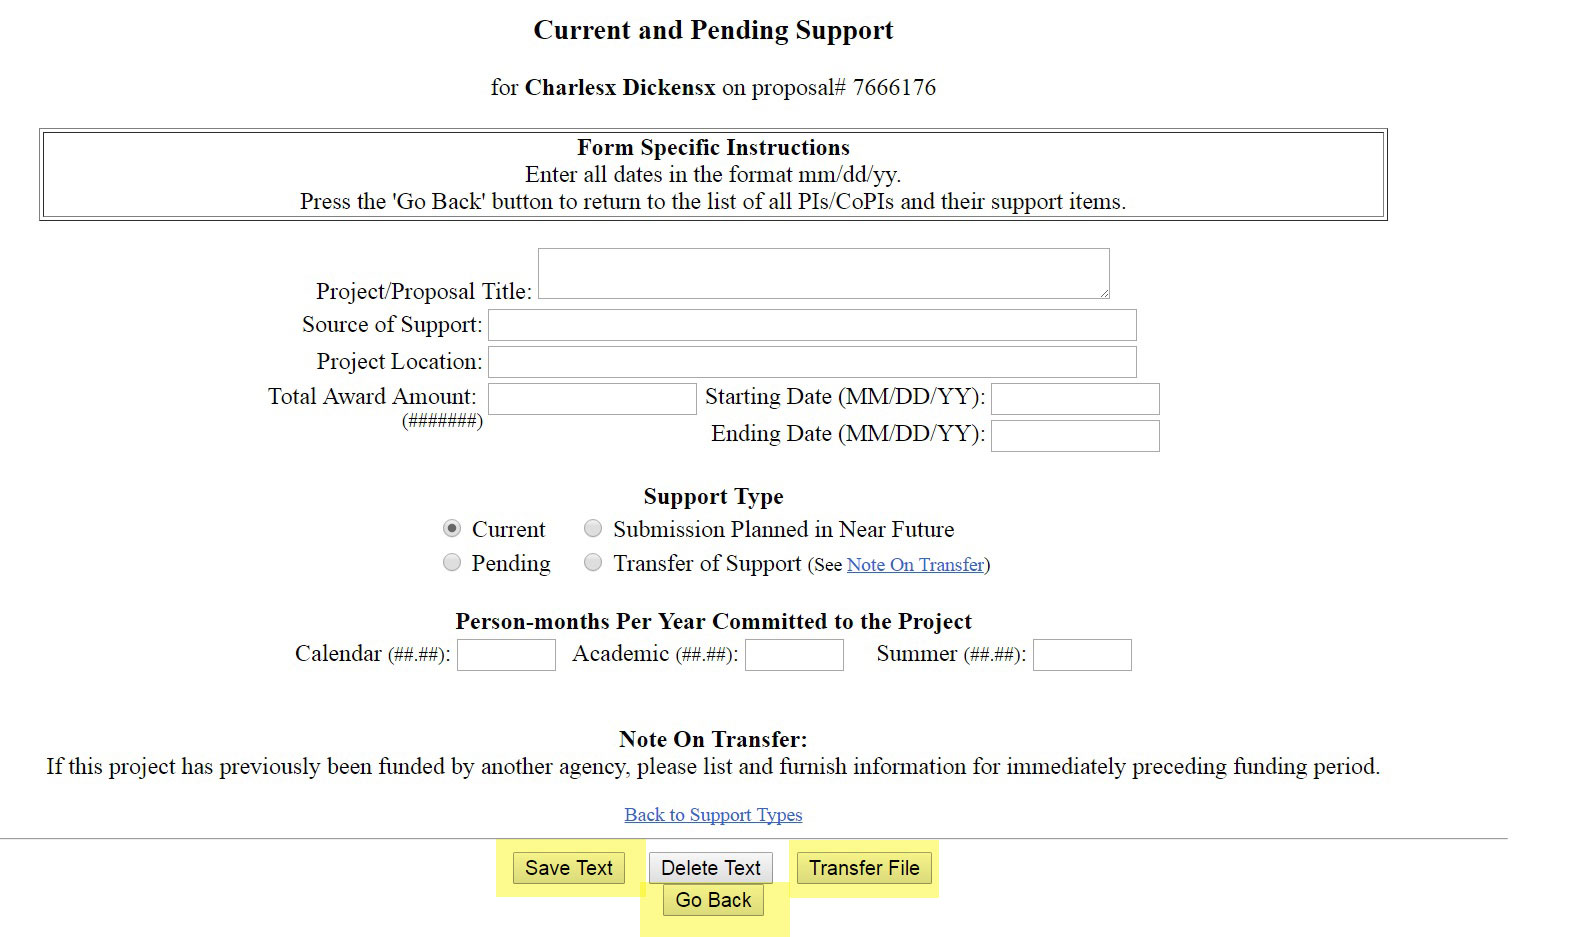 Current and Pending Support
for Charlesx Dickensx on proposal# 7666176
Form Specific Instructions
Enter all dates in the format mm/dd/yy.
Press the 'Go Back' button to return to the list of all PIs/CoPIs and their support items.
Project/Proposal Title:
Source of Support:
Project Location:
Total Award Amount: Starting Date (MM/DD/YY):
(#######)
Ending Date (MM/DD/YY):
Support Type
Current Submission Planned in Near Future
Pending Transfer of Support (See Note On Transfer)
Person-months Per Year Committed to the Project
Calendar (##.##): Academic (##.##): Summer (##.##):
Note On Transfer:
If this project has previously been funded by another agency, please list and furnish information for immediately preceding funding period.
Back to Support Types
Save Text Delete Text Transfer File
Go Back